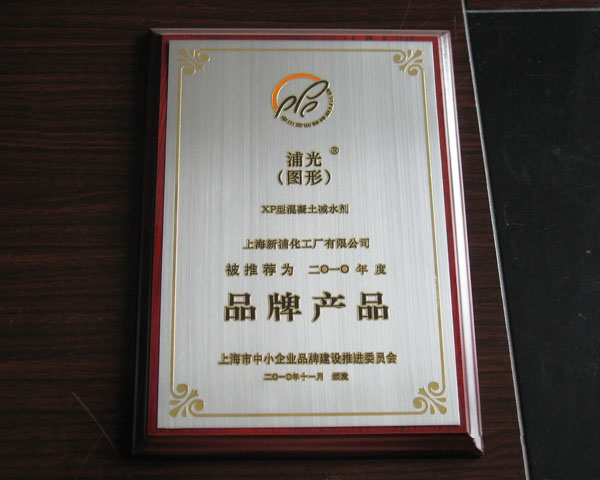 浦光®
（图形）
XP型混凝土减水剂
上海新浦化工厂有限公司
被推荐为 二〇一〇年度
品牌产品
上海市中小企业品牌建设推进委员会
二〇一〇年十一月 颁发